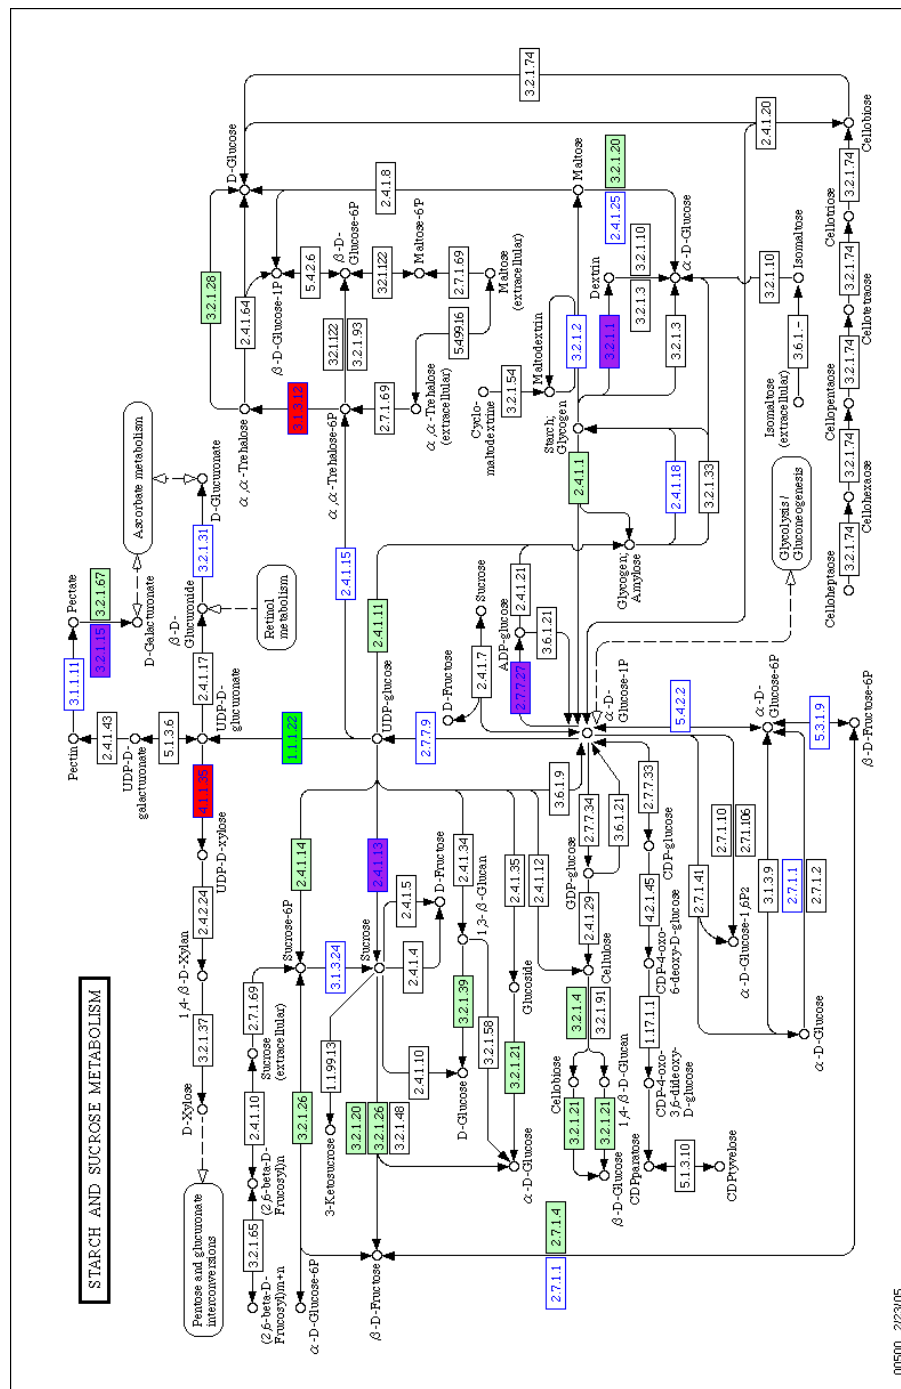 STARCH AND SUCROSE METABOLISM
Pentose and glucuronate
interconversions
D-Xylose
3.2.1.37
1,4-β-D-Xylan
2.4.2.24
UDP-D-xylose
4.1.1.35
UDP-D-
glucuronate
5.1.3.6
UDP-D-
galacturonate
2.4.1.43
Pectin
3.1.1.11
Pectate
3.2.1.15
3.2.1.67
D-Galacturonate
Ascorbate metabolism
2.4.1.17
β-D-
Glucuronide
3.2.1.31
D-Glucuronate
Retinol
metabolism
1.1.1.22
(2,6-beta-D-
Frucosyl)m+n
3.2.1.65
(2,6-beta-D-
Frucosyl)n
2.4.1.10
Sucrose
(extracellular)
2.7.1.69
Sucrose-6P
2.4.1.14
α-D-Glucose-6P
3.2.1.26
3.1.3.24
3-Ketosucrose
1.1.99.13
Sucrose
2.4.1.13
UDP-glucose
2.4.1.11
2.4.1.15
β-D-Fructose
3.2.1.20
3.2.1.26
3.2.1.48
2.4.1.10
2.4.1.4
2.4.1.5
D-Fructose
D-Glucose
3.2.1.39
1,3-β-Glucan
2.4.1.34
3.2.1.58
α-D-Glucose
3.2.1.21
Glucoside
2.4.1.35
2.4.1.12
3.6.1.9
2.7.7.9
α,α-Trehalose
3.2.1.28
D-Glucose
2.4.1.64
3.1.3.12
α,α-Trehalose-6P
β-D-Glucose-1P
5.4.2.6
β-D-
Glucose-6P
3.2.1.122
3.2.1.93
3.2.1.122
Maltose-6P
2.7.1.69
Maltose
(extracellular)
2.7.1.69
α,α-Trehalose
(extracellular)
5.4.99.16
2.4.1.8
3.2.1.74
2.4.1.20
D-Fructose
2.4.1.7
Sucrose
ADP-glucose
2.7.7.27
2.4.1.21
3.6.1.21
Glycogen;
Amylose
Cyclo-
maltodextrine
3.2.1.54
Maltodextrin
3.2.1.2
Maltose
3.2.1.20
2.4.1.25
Starch;
Glycogen
2.4.1.1
3.2.1.1
Dextrin
3.2.1.3
3.2.1.10
α-D-Glucose
3.2.1.3
2.4.1.18
3.2.1.33
3.2.1.10
Isomaltose
3.6.1.-
Isomaltose
(extracellular)
Glycolysis/
Gluconeogenesis
Cellobiose
3.2.1.21
β-D-Glucose
3.2.1.21
1,4-β-D-Glucan
3.2.1.4
3.2.1.91
Cellulose
2.4.1.29
GDP-glucose
2.7.7.34
3.6.1.21
α-D-
Glucose-1P
CDPparatose
CDP-4-oxo-
3,6-dideoxy-
D-glucose
1.17.1.1
CDP-4-oxo-
6-deoxy-D-glucose
4.2.1.45
CDP-glucose
2.7.7.33
5.1.3.10
CDPtyvelose
2.7.1.41
2.7.1.10
2.7.1.106
α-D-Glucose-1,6P2
5.4.2.2
α-D-Glucose
3.1.3.9
2.7.1.1
2.7.1.2
α-D-
Glucose-6P
5.3.1.9
β-D-Fructose-6P
2.7.1.1
2.7.1.4
Celloheptaose
3.2.1.74
Cellohexaose
3.2.1.74
Cellopentaose
3.2.1.74
Cellotetraose
3.2.1.74
Cellotriose
3.2.1.74
Cellobiose
00500 2/23/05